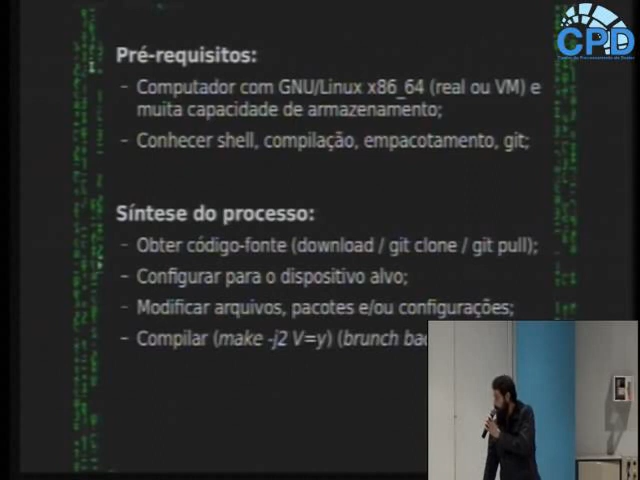 CPD
Pré-requisitos:
- Computador com GNU/Linux x86_64 (real ou VM) e
muita capacidade de armazenamento;
- Conhecer shell, compilação, empacotamento, git;
Síntese do processo:
- Obter código-fonte (download / git clone / git pull);
- Configurar para o dispositivo alvo;
- Modificar arquivos, pacotes e/ou configurações;
- Compilar (make -j2 V=y) (brunch